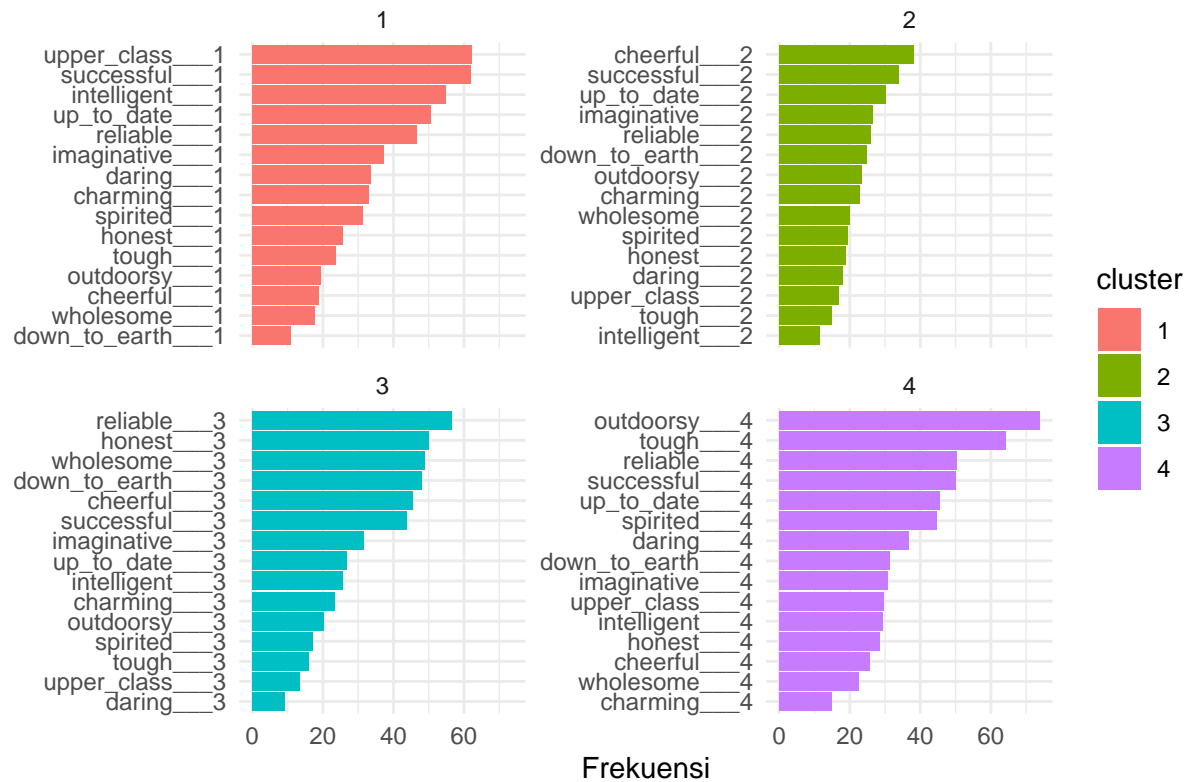 1
upper_class___1
successful___1
intelligent___1
up_to_date___1
reliable___1
imaginative___1
daring___1
charming___1
spirited___1
honest___1
tough___1
outdoorsy___1
cheerful___1
wholesome___1
down_to_earth___1
2
cheerful___2
successful___2
up_to_date___2
imaginative___2
reliable___2
down_to_earth___2
outdoorsy___2
charming___2
wholesome___2
spirited___2
honest___2
daring___2
upper_class___2
tough___2
intelligent___2
3
reliable___3
honest___3
wholesome___3
down_to_earth___3
cheerful___3
successful___3
imaginative___3
up_to_date___3
intelligent___3
charming___3
outdoorsy___3
spirited___3
tough___3
upper_class___3
daring___3
0 20 40 60
4
outdoorsy___4
tough___4
reliable___4
successful___4
up_to_date___4
spirited___4
daring___4
down_to_earth___4
imaginative___4
upper_class___4
intelligent___4
honest___4
cheerful___4
wholesome___4
charming___4
0 20 40 60
Frekuensi
cluster
1
2
3
4